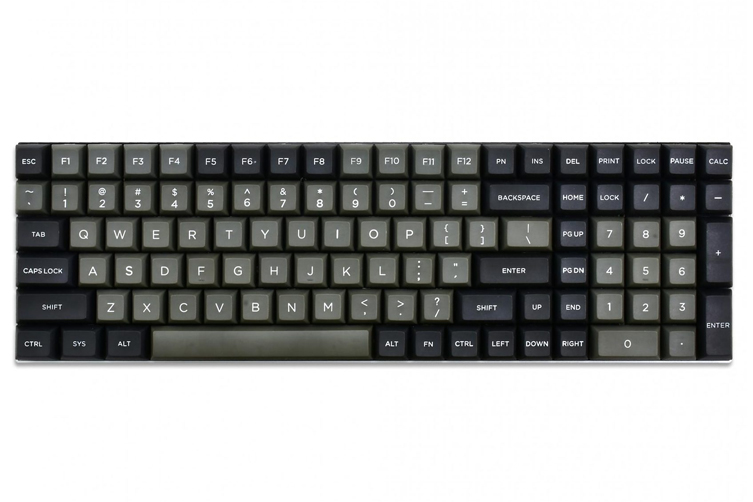 ESC F1 F2 F3 F4 F5 F6 F7 F8 F9 F10 F11 F12 PN INS DEL PRINT LOCK PAUSE CALC
~ ! @ # $ % ^ & * ( ) — +
` 1 2 3 4 5 6 7 8 9 0 - = BACKSPACE HOME LOCK / * –
TAB Q W E R T Y U I O P { } ! PG UP 7 8 9
[ ] \ +
CAPS LOCK A S D F G H J K L : " ENTER PG DN 4 5 6
; '
SHIFT Z X C V B N M < > ? SHIFT UP END 1 2 3
, . / ENTER
CTRL SYS ALT ALT FN CTRL LEFT DOWN RIGHT 0 .